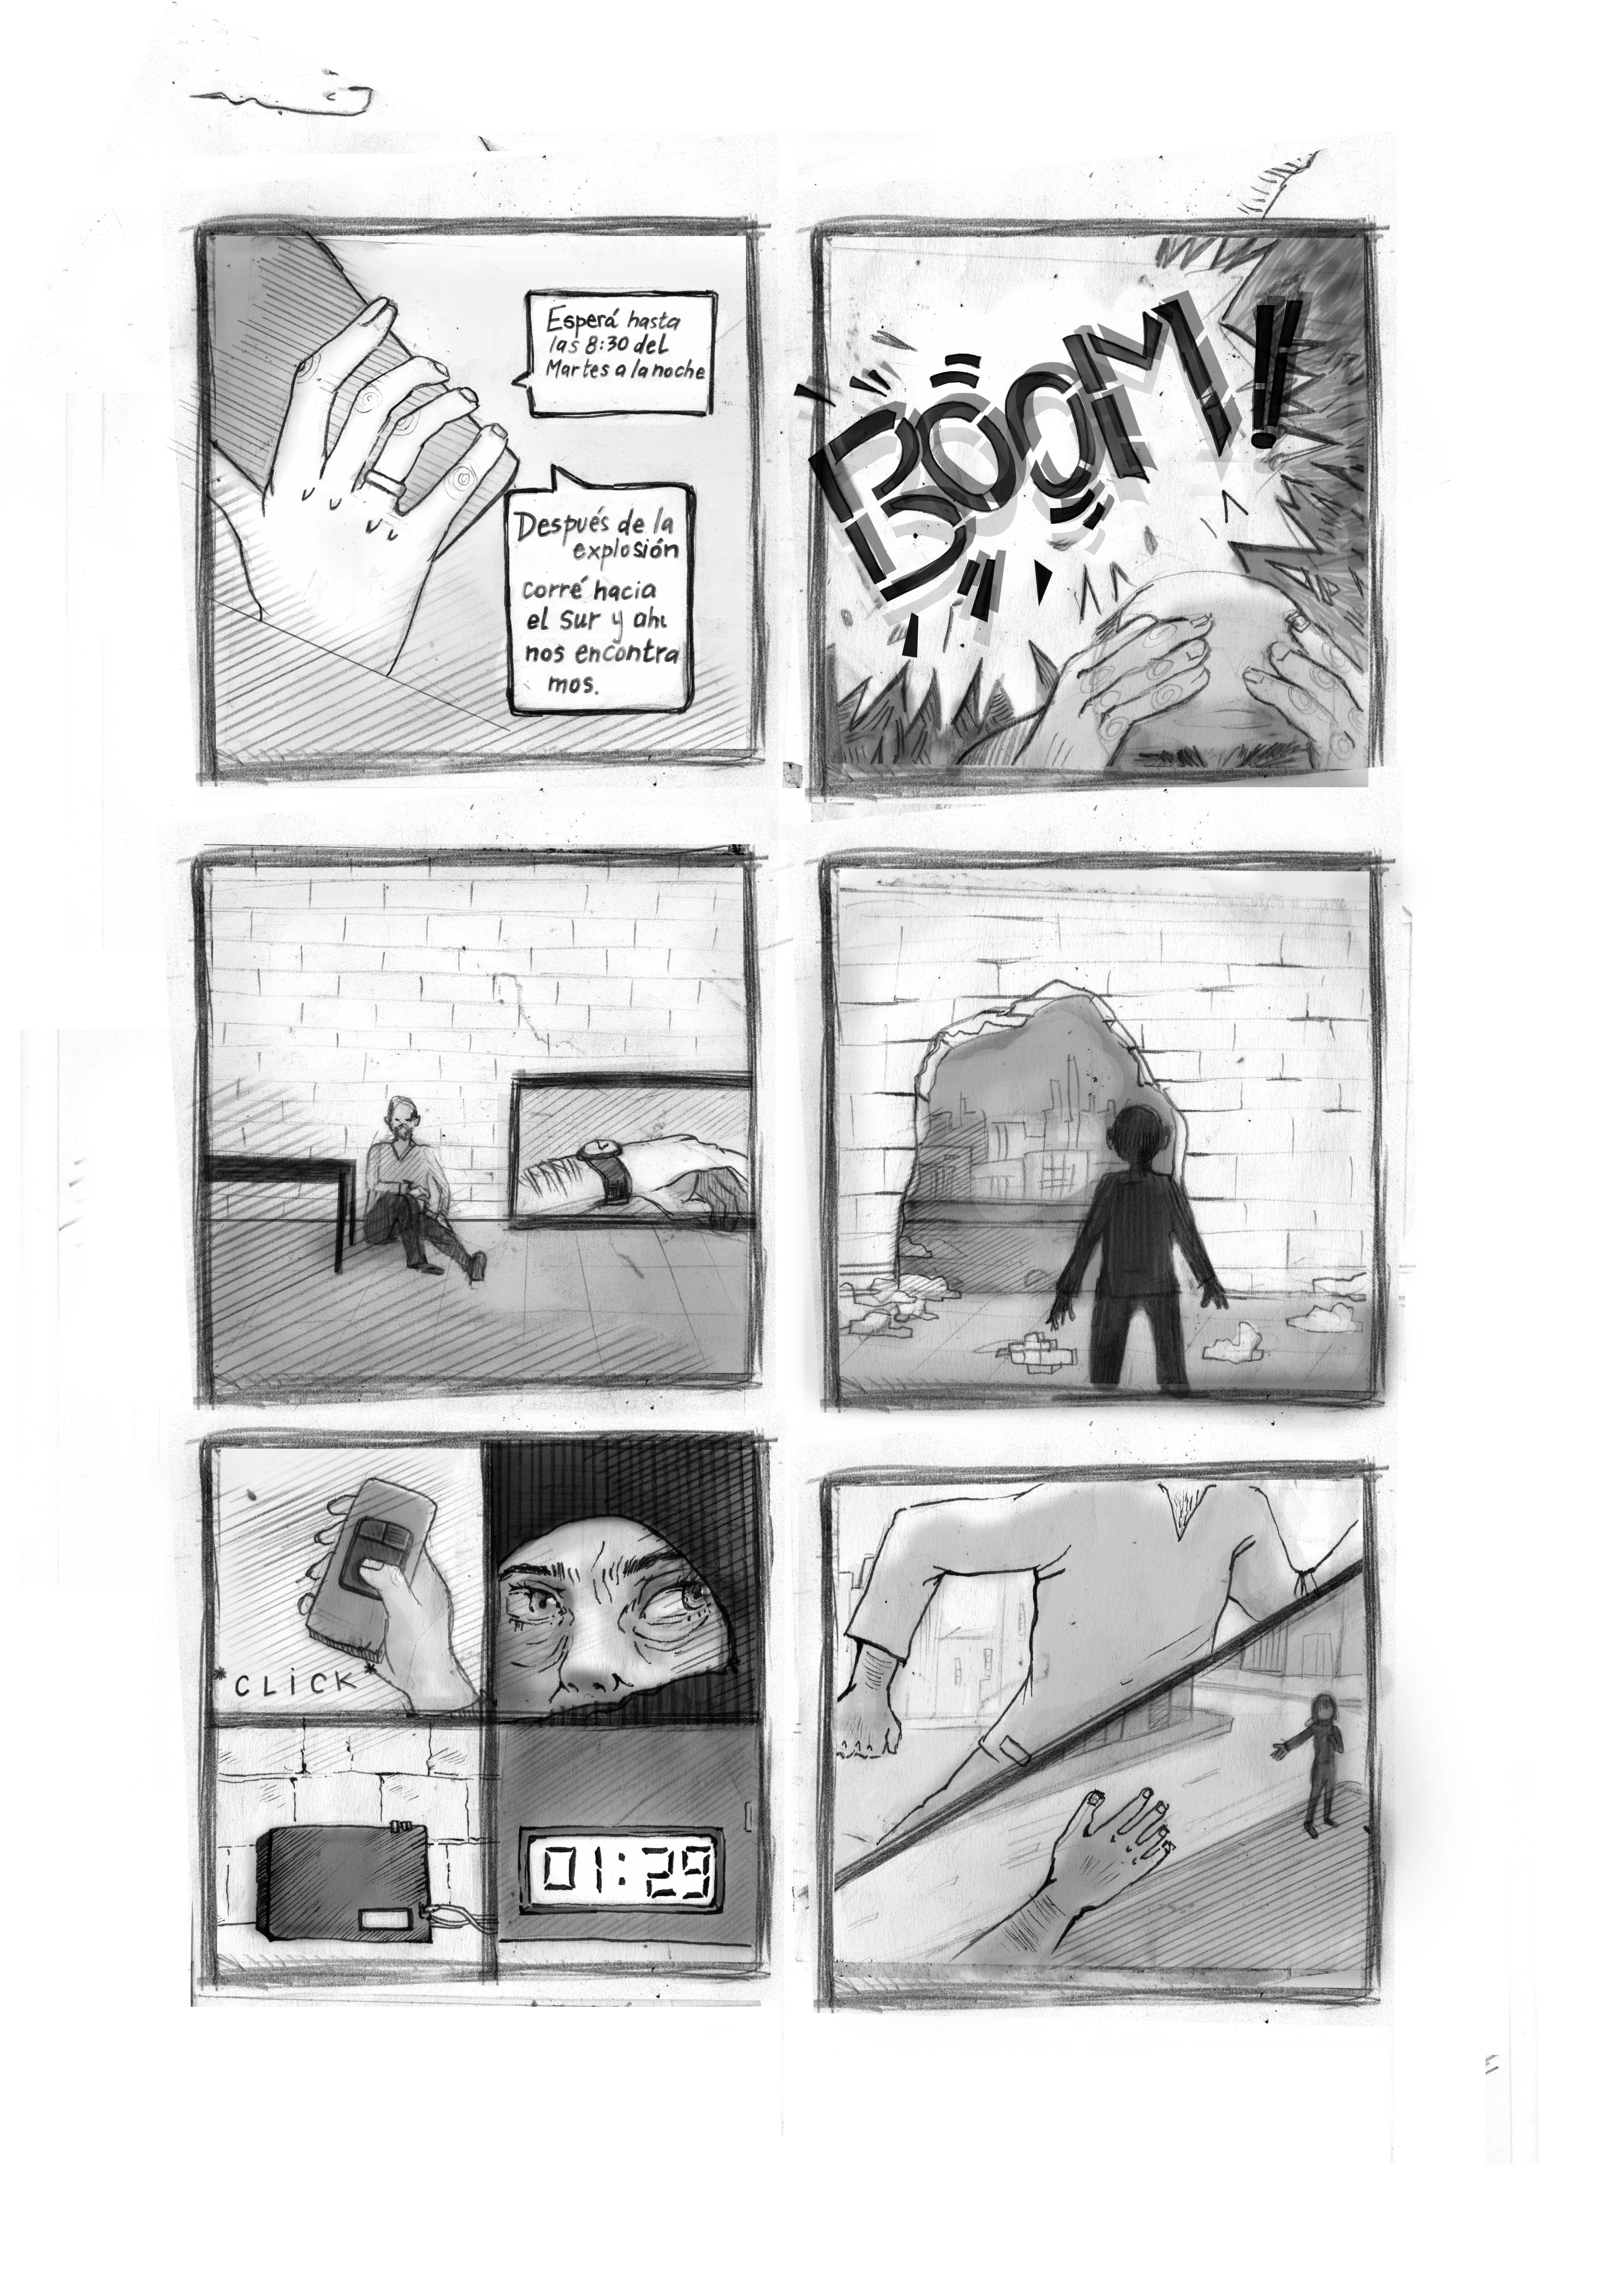 Esperá hasta
las 8:30 del
Martes a la noche
Después de la
explosión
corré hacia
el sur y ahi
nos encontra
mos.
BOOM!!
*CLiCK*
01:29